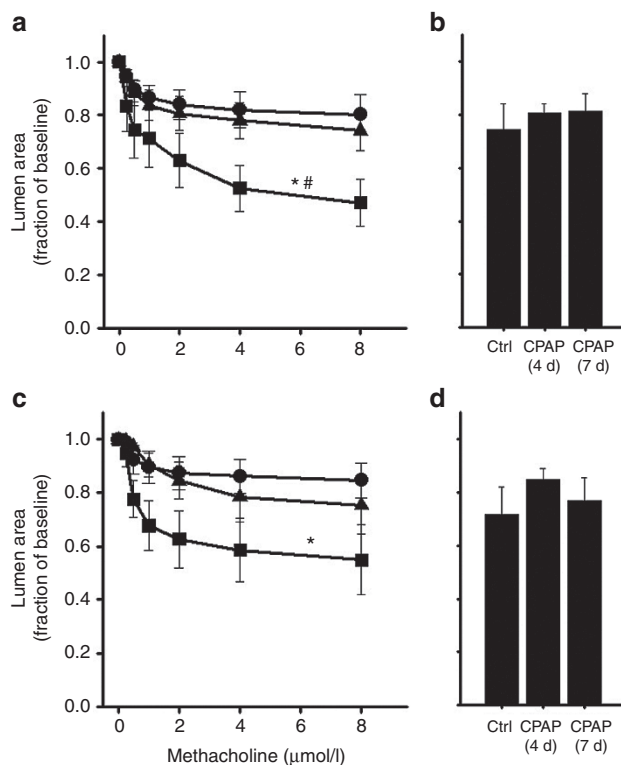 a
Lumen area
(fraction of baseline)
1.0
0.8
0.6
0.4
0.2
0.0
* #
0 2 4 6 8
b
Ctrl CPAP CPAP
(4 d) (7 d)
c
Lumen area
(fraction of baseline)
1.0
0.8
0.6
0.4
0.2
0.0
*
0 2 4 6 8
Methacholine (μmol/l)
d
Ctrl CPAP CPAP
(4 d) (7 d)